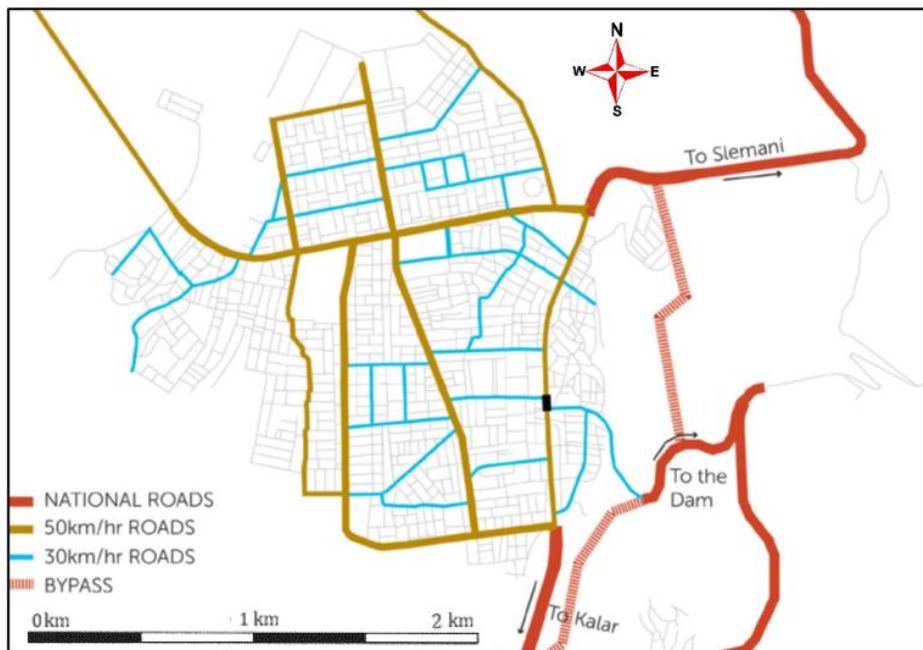 N
W E
S
To Slemani
To the
Dam
To Kalar
NATIONAL ROADS
50km/hr ROADS
30km/hr ROADS
BYPASS
0km 1 km 2 km